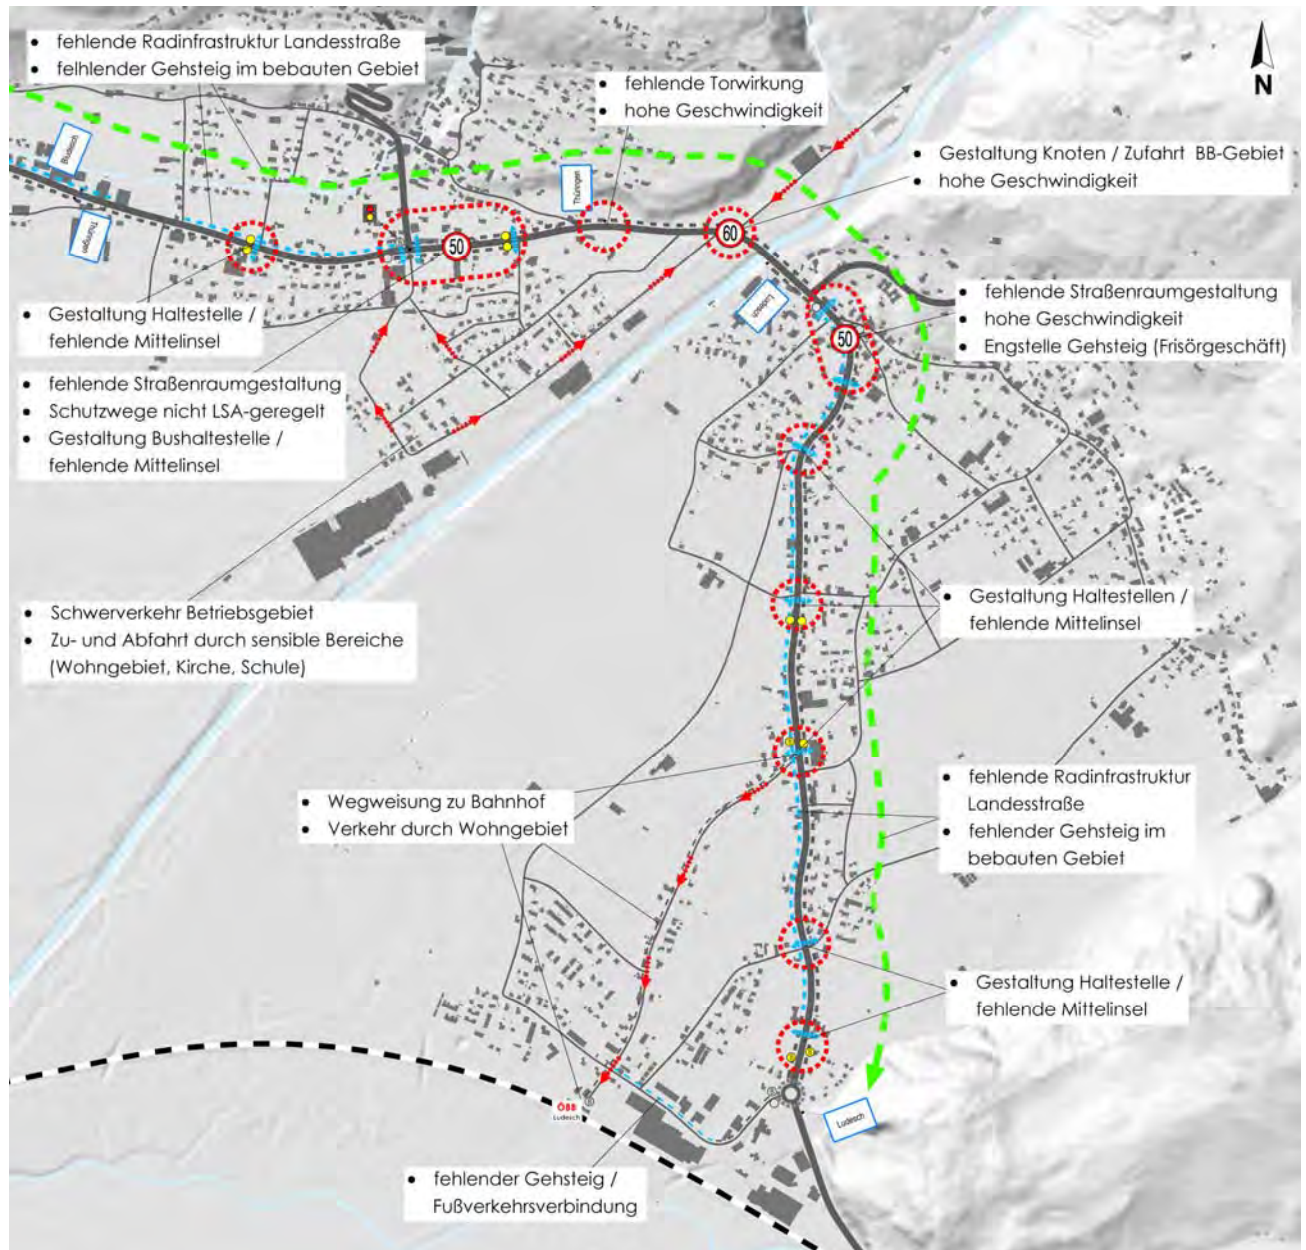 • fehlende Radinfrastruktur Landesstraße
• felhlender Gehsteig im bebauten Gebiet
• fehlende Torwirkung
• hohe Geschwindigkeit
N
• Gestaltung Knoten / Zufahrt BB-Gebiet
• hohe Geschwindigkeit
Bludesch
Thüringen
Thüringen
50
60
Ludesch
50
• Gestaltung Haltestelle /
fehlende Mittelinsel
• fehlende Straßenraumgestaltung
• hohe Geschwindigkeit
• Engstelle Gehsteig (Frisörgeschäft)
• fehlende Straßenraumgestaltung
• Schutzwege nicht LSA-geregelt
• Gestaltung Bushaltestelle /
fehlende Mittelinsel
• Schwerverkehr Betriebsgebiet
• Zu- und Abfahrt durch sensible Bereiche
(Wohngebiet, Kirche, Schule)
• Gestaltung Haltestellen /
fehlende Mittelinsel
• Wegweisung zu Bahnhof
• Verkehr durch Wohngebiet
• fehlende Radinfrastruktur
Landesstraße
• fehlender Gehsteig im
bebauten Gebiet
• Gestaltung Haltestelle /
fehlende Mittelinsel
ÖBB
Ludesch
Ludesch
• fehlender Gehsteig /
Fußverkehrsverbindung